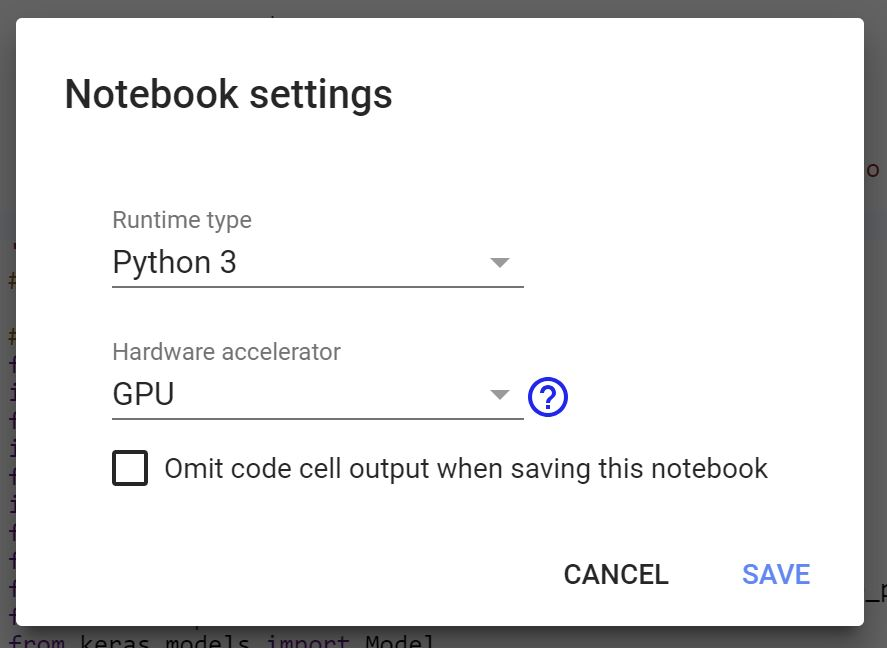 Notebook settings
Runtime type
Python 3
Hardware accelerator
GPU
?
Omit code cell output when saving this notebook
CANCEL
SAVE
from keras.models import Model